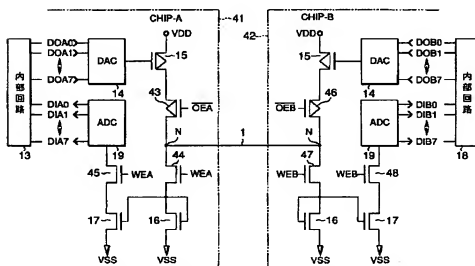 CHIP-A
41
CHIP-B
42
VDD
VDD
DOA0
DOA1
DOA7
DAC
14
15
15
DAC
14
DOB0
DOB1
DOB7
内部回路
13
DIA0
DIA1
DIA7
ADC
19
43
OEA
46
OEB
ADC
19
DIB0
DIB1
DIB7
内部回路
18
N
1
N
45
WEA
44
WEA
47
WEB
WEB
48
17
16
16
17
VSS
VSS
VSS
VSS